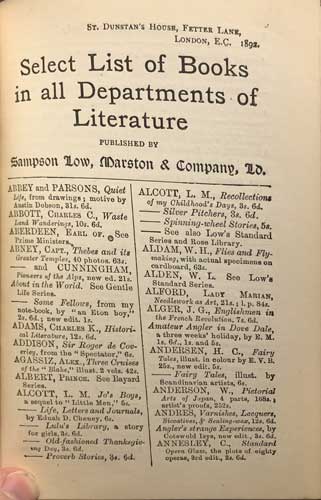 St. Dunstan's House, Fetter Lane,
London, E.C. 1892.
Select List of Books
in all Departments of
Literature
PUBLISHED BY
Sampson Low, Marston & Company, Ld.
ABBEY and PARSONS, Quiet
Life, from drawings; motive by
Austin Dobson, 31s. 6d.
ABBOTT, Charles C., Waste
Land Wanderings, 10s. 6d.
ABERDEEN, Earl of. See
Prime Ministers.
ABNEY, Capt., Thebes and its
Greater Temples, 40 photos, 63s.
— and CUNNINGHAM,
Pioneers of the Alps, new ed. 21s.
About in the World. See Gentle
Life Series.
— Some Fellows, from my
note-book, by "an Eton boy,"
2s. 6d.; new edit. 1s.
ADAMS, Charles K., Histori-
cal Literature, 12s. 6d.
ADDISON, Sir Roger de Co-
verley, from the "Spectator," 6s.
AGASSIZ, Alex., Three Cruises
of the "Blake," illust. 2 vols. 42s.
ALBERT, Prince. See Bayard
Series.
ALCOTT, L. M. Jo's Boys,
a sequel to "Little Men," 5s.
— Life, Letters and Journals,
by Ednah D. Cheney, 6s.
— Lulu's Library, a story
for girls, 3s. 6d.
— Old-fashioned Thanksgiv-
ing Day, 3s. 6d.
— Proverb Stories, 3s. 6d.
ALCOTT, L. M., Recollections
of my Childhood's Days, 3s. 6d.
— Silver Pitchers, 3s. 6d.
— Spinning-wheel Stories, 5s.
— See also Low's Standard
Series and Rose Library.
ALDAM, W. H., Flies and Fly-
making, with actual specimens on
cardboard, 63s.
ALDEN, W. L. See Low's
Standard Series.
ALFORD, Lady Marian,
Needlework as Art, 21s.; l. p. 84s.
ALGER, J. G., Englishmen in
the French Revolution, 7s. 6d.
Amateur Angler in Dove Dale,
a three weeks' holiday, by E. M.
1s. 6d., 1s. and 5s.
ANDERSEN, H. C., Fairy
Tales, illust. in colour by E. V. B.
25s., new edit. 5s.
— Fairy Tales, illust. by
Scandinavian artists, 6s.
ANDERSON, W., Pictorial
Arts of Japan, 4 parts, 168s.;
artist's proofs, 252s.
ANDRES, Varnishes, Lacquers,
Siccatives, & Sealing-wax, 12s. 6d.
Angler's strange Experiences, by
Cotswold Isys, new edit., 3s. 6d.
ANNESLEY, C., Standard
Opera Glass, the plots of eighty
operas, 3rd edit., 2s. 6d.